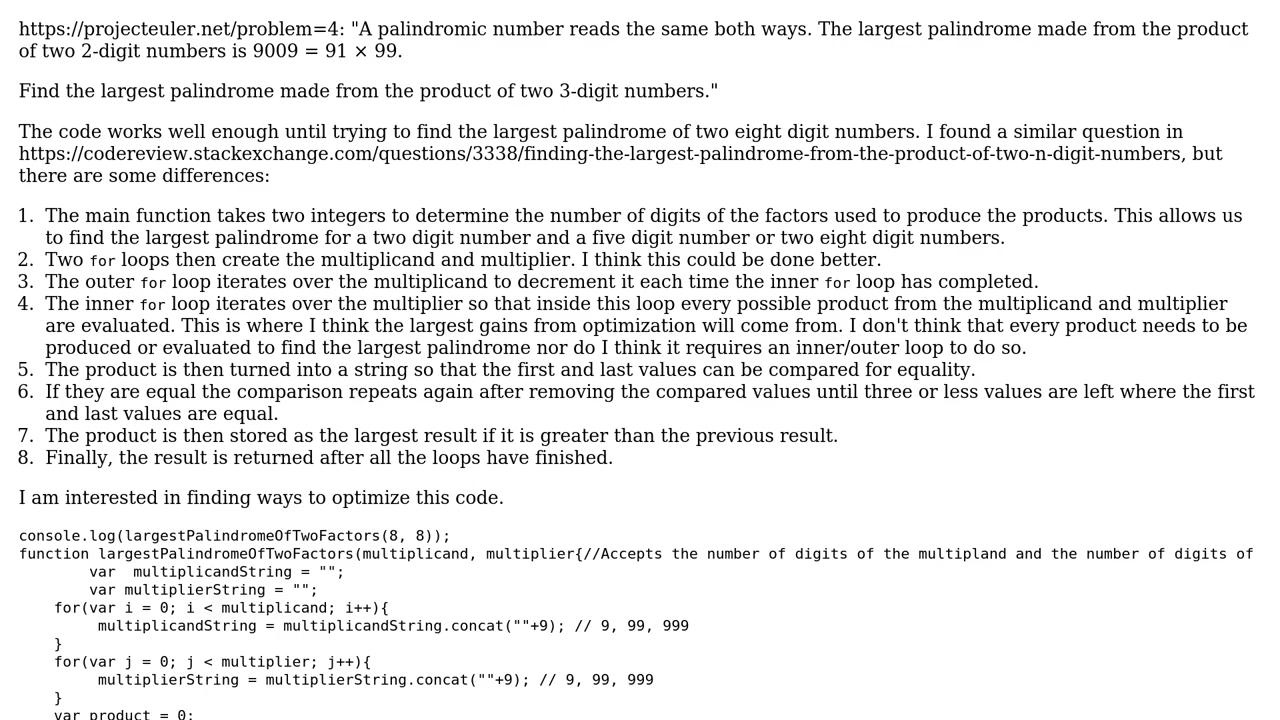 https://projecteuler.net/problem=4: "A palindromic number reads the same both ways. The largest palindrome made from the product
of two 2-digit numbers is 9009 = 91 × 99.
Find the largest palindrome made from the product of two 3-digit numbers."
The code works well enough until trying to find the largest palindrome of two eight digit numbers. I found a similar question in
https://codereview.stackexchange.com/questions/3338/finding-the-largest-palindrome-from-the-product-of-two-n-digit-numbers, but
there are some differences:
1. The main function takes two integers to determine the number of digits of the factors used to produce the products. This allows us
to find the largest palindrome for a two digit number and a five digit number or two eight digit numbers.
2. Two for loops then create the multiplicand and multiplier. I think this could be done better.
3. The outer for loop iterates over the multiplicand to decrement it each time the inner for loop has completed.
4. The inner for loop iterates over the multiplier so that inside this loop every possible product from the multiplicand and multiplier
are evaluated. This is where I think the largest gains from optimization will come from. I don't think that every product needs to be
produced or evaluated to find the largest palindrome nor do I think it requires an inner/outer loop to do so.
5. The product is then turned into a string so that the first and last values can be compared for equality.
6. If they are equal the comparison repeats again after removing the compared values until three or less values are left where the first
and last values are equal.
7. The product is then stored as the largest result if it is greater than the previous result.
8. Finally, the result is returned after all the loops have finished.
I am interested in finding ways to optimize this code.
console.log(largestPalindromeOfTwoFactors(8, 8));
function largestPalindromeOfTwoFactors(multiplicand, multiplier{//Accepts the number of digits of the multipland and the number of digits of
        var  multiplicandString = "";
        var multiplierString = "";
    for(var i = 0; i < multiplicand; i++){
         multiplicandString = multiplicandString.concat(""+9); // 9, 99, 999
    }
    for(var j = 0; j < multiplier; j++){
         multiplierString = multiplierString.concat(""+9); // 9, 99, 999
    }
    var product = 0;